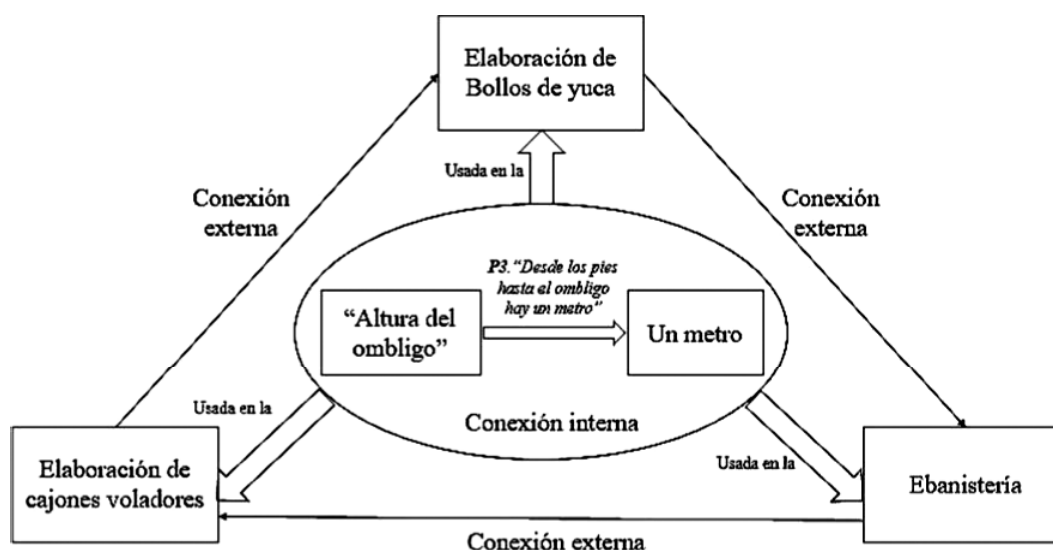 Elaboración de
Bollos de yuca
Usada en la
Conexión
externa
Conexión
externa
P3. "Desde los pies
hasta el ombligo
hay un metro"
"Altura del
ombligo"
Un metro
Usada en la
Conexión interna
Usada en la
Elaboración de
cajones voladores
Ebanistería
Conexión externa